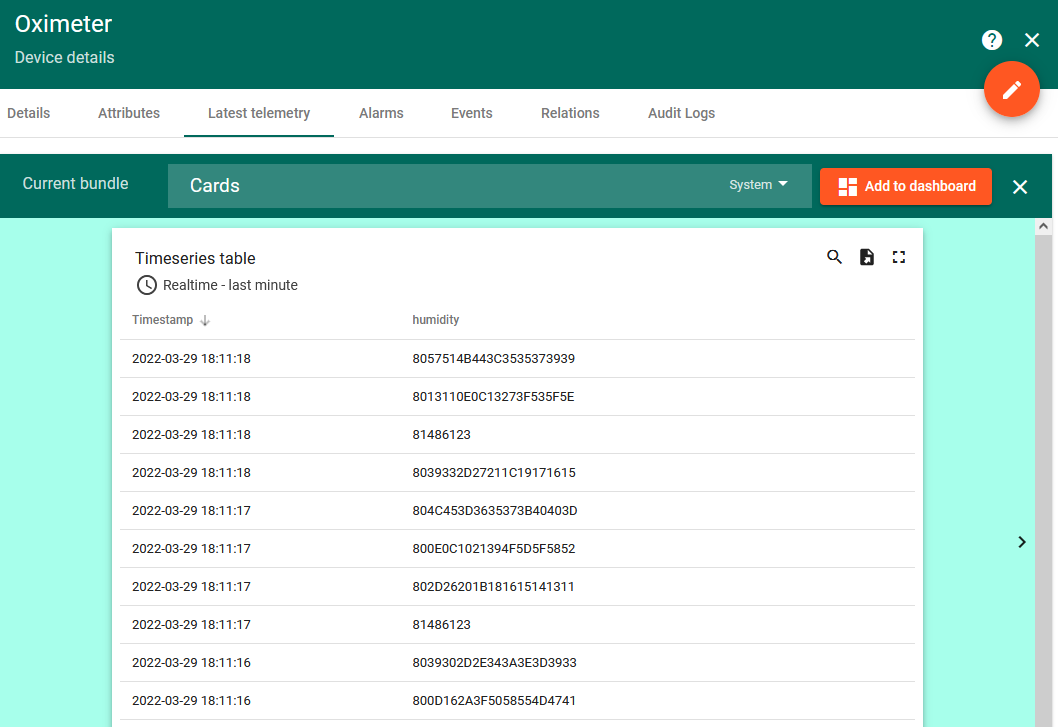 Oximeter
Device details
Details Attributes Latest telemetry Alarms Events Relations Audit Logs
Current bundle Cards System Add to dashboard
Timeseries table
Realtime - last minute
Timestamp humidity
2022-03-29 18:11:18 8057514B443C3535373939
2022-03-29 18:11:18 8013110E0C13273F535F5E
2022-03-29 18:11:18 81486123
2022-03-29 18:11:18 8039332D27211C19171615
2022-03-29 18:11:17 804C453D3635373B40403D
2022-03-29 18:11:17 800E0C1021394F5D5F5852
2022-03-29 18:11:17 802D26201B181615141311
2022-03-29 18:11:17 81486123
2022-03-29 18:11:16 8039302D2E343A3E3D3933
2022-03-29 18:11:16 800D162A3F5058554D4741